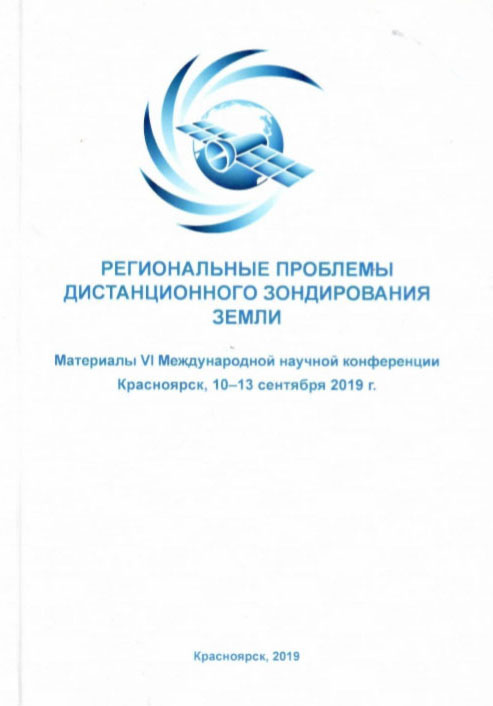 РЕГИОНАЛЬНЫЕ ПРОБЛЕМЫ
ДИСТАНЦИОННОГО ЗОНДИРОВАНИЯ
ЗЕМЛИ
Материалы VI Международной научной конференции
Красноярск, 10–13 сентября 2019 г.
Красноярск, 2019